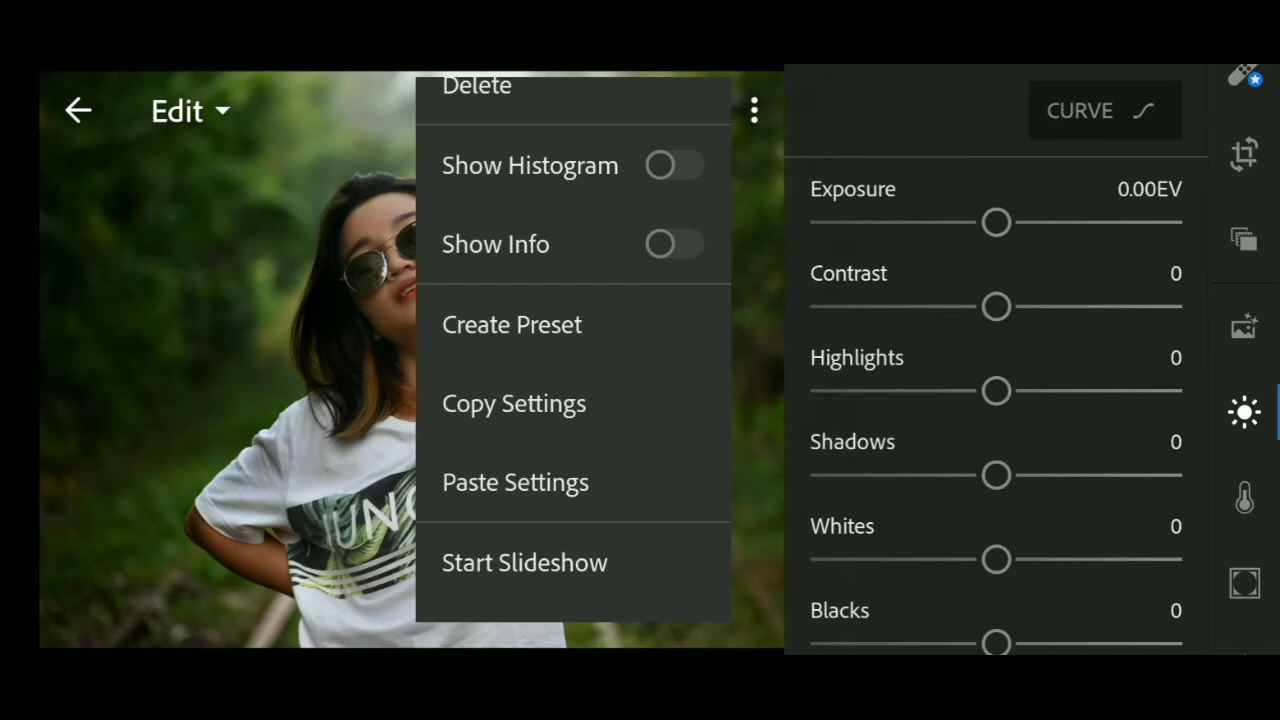 Edit
Delete
Show Histogram
Show Info
Create Preset
Copy Settings
Paste Settings
Start Slideshow
JUNG
CURVE
Exposure 0.00EV
Contrast 0
Highlights 0
Shadows 0
Whites 0
Blacks 0